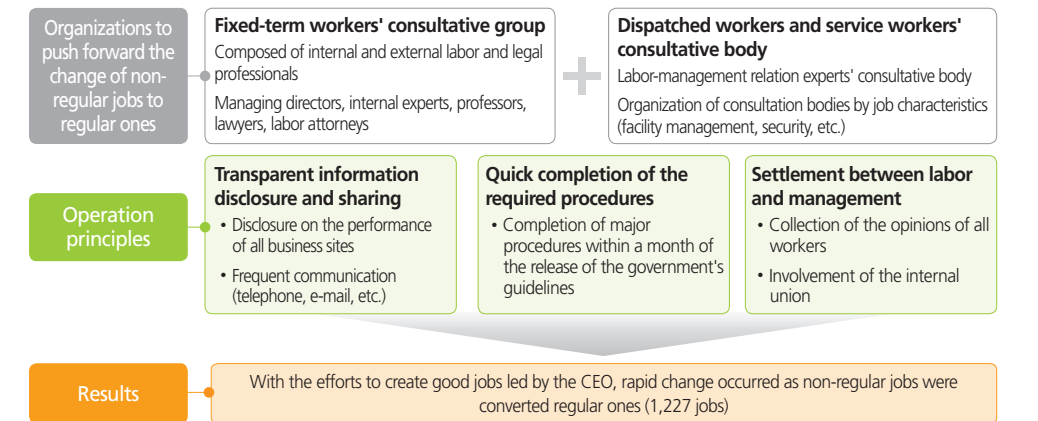 Organizations to
push forward the
change of non-
regular jobs to
regular ones
Fixed-term workers' consultative group
Composed of internal and external labor and legal
professionals
Managing directors, internal experts, professors,
lawyers, labor attorneys
Dispatched workers and service workers'
consultative body
Labor-management relation experts' consultative body
Organization of consultation bodies by job characteristics
(facility management, security, etc.)
Operation
principles
Transparent information
disclosure and sharing
• Disclosure on the performance
of all business sites
• Frequent communication
(telephone, e-mail, etc.)
Quick completion of the
required procedures
• Completion of major
procedures within a month of
the release of the government's
guidelines
Settlement between labor
and management
• Collection of the opinions of all
workers
• Involvement of the internal
union
Results
With the efforts to create good jobs led by the CEO, rapid change occurred as non-regular jobs were
converted regular ones (1,227 jobs)